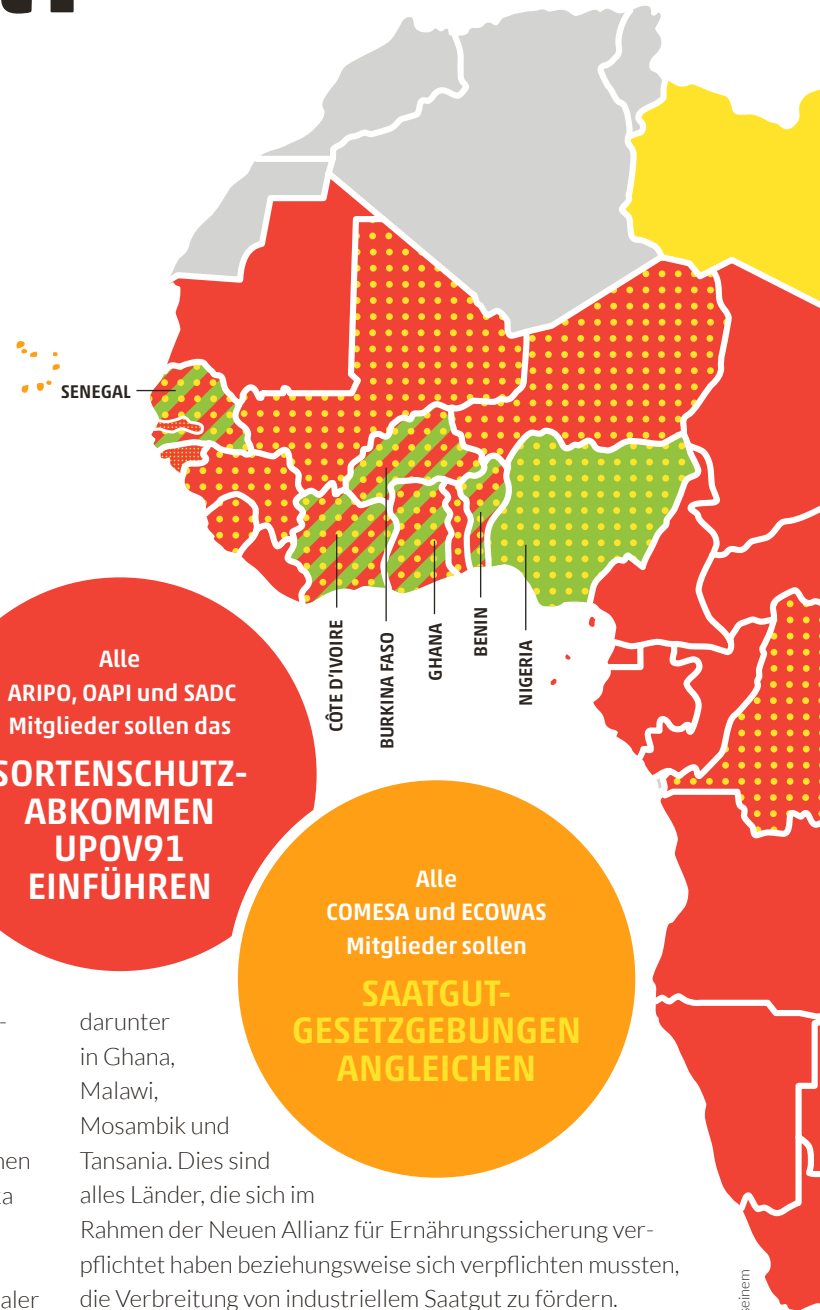 SENEGAL
CÔTE D'IVOIRE
BURKINA FASO
GHANA
BENIN
NIGERIA
Alle
ARIPO, OAPI und SADC
Mitglieder sollen das
SORTENSCHUTZ-
ABKOMMEN
UPOV91
EINFÜHREN
Alle
COMESA und ECOWAS
Mitglieder sollen
SAATGUT-
GESETZGEBUNGEN
ANGLEICHEN
darunter
in Ghana,
Malawi,
Mosambik und
Tansania. Dies sind
alles Länder, die sich im
Rahmen der Neuen Allianz für Ernährungssicherung ver-
pflichtet haben beziehungsweise sich verpflichten mussten,
die Verbreitung von industriellem Saatgut zu fördern.